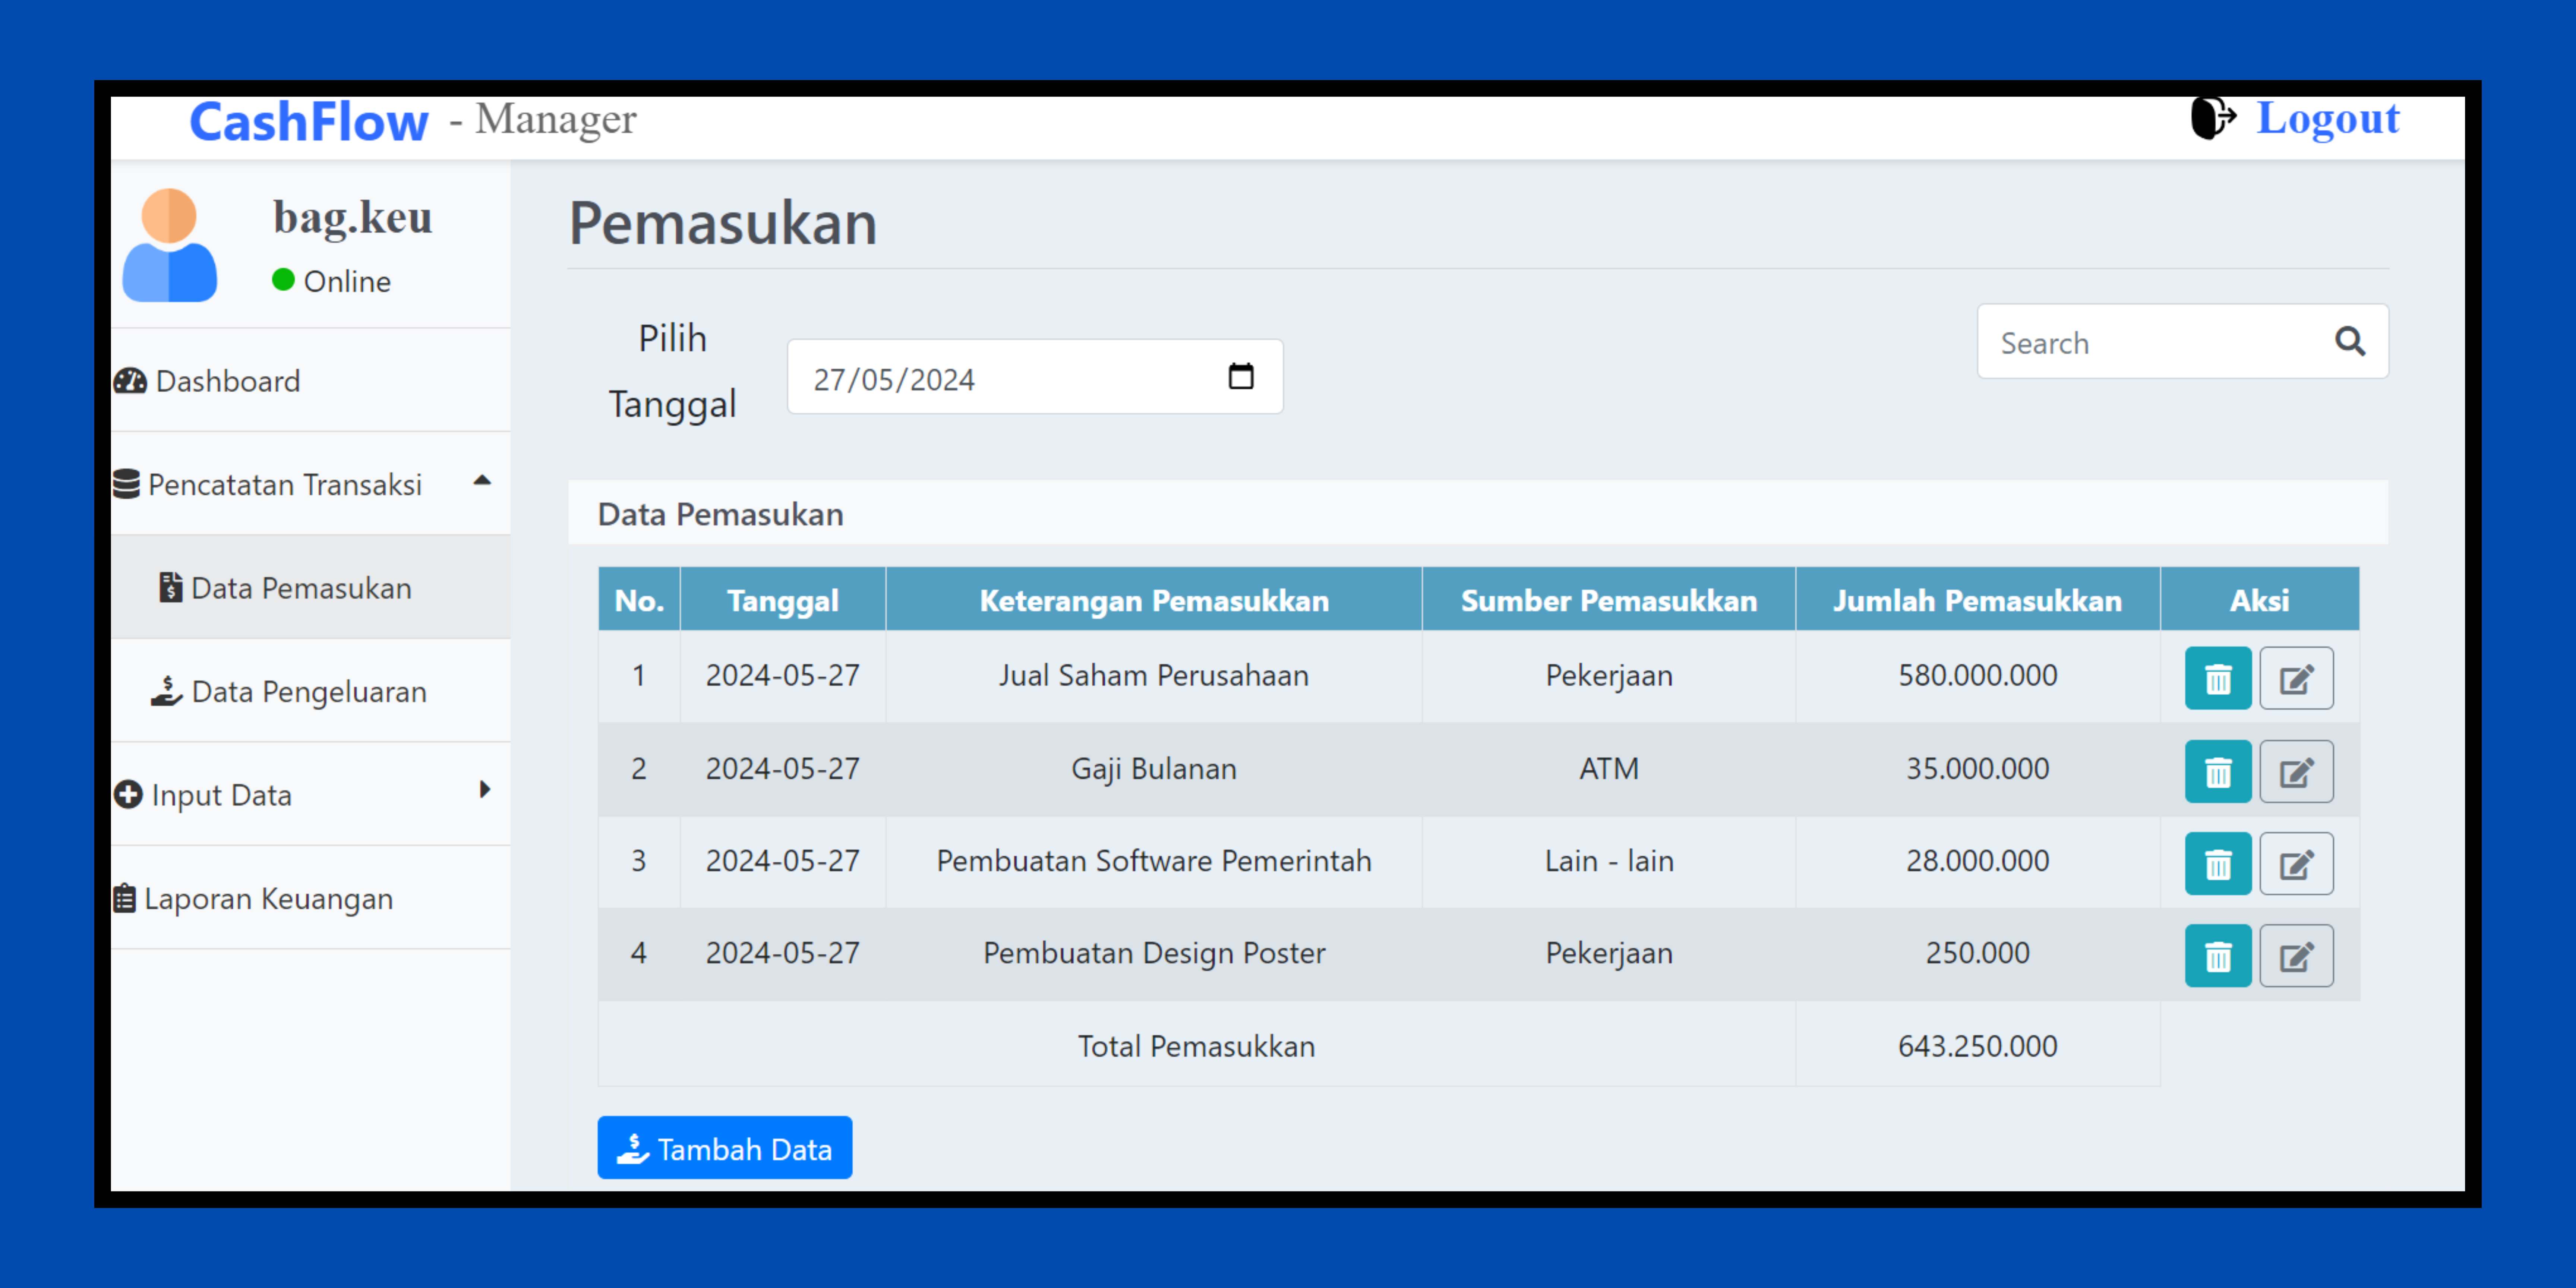 CashFlow - Manager
Logout
bag.keu
Online
Dashboard
Pencatatan Transaksi
Data Pemasukan
Data Pengeluaran
Input Data
Laporan Keuangan
Pemasukan
Pilih
Tanggal
27/05/2024
Search
Data Pemasukan
No. Tanggal Keterangan Pemasukkan Sumber Pemasukkan Jumlah Pemasukkan Aksi
1 2024-05-27 Jual Saham Perusahaan Pekerjaan 580.000.000
2 2024-05-27 Gaji Bulanan ATM 35.000.000
3 2024-05-27 Pembuatan Software Pemerintah Lain - lain 28.000.000
4 2024-05-27 Pembuatan Design Poster Pekerjaan 250.000
Total Pemasukkan 643.250.000
Tambah Data